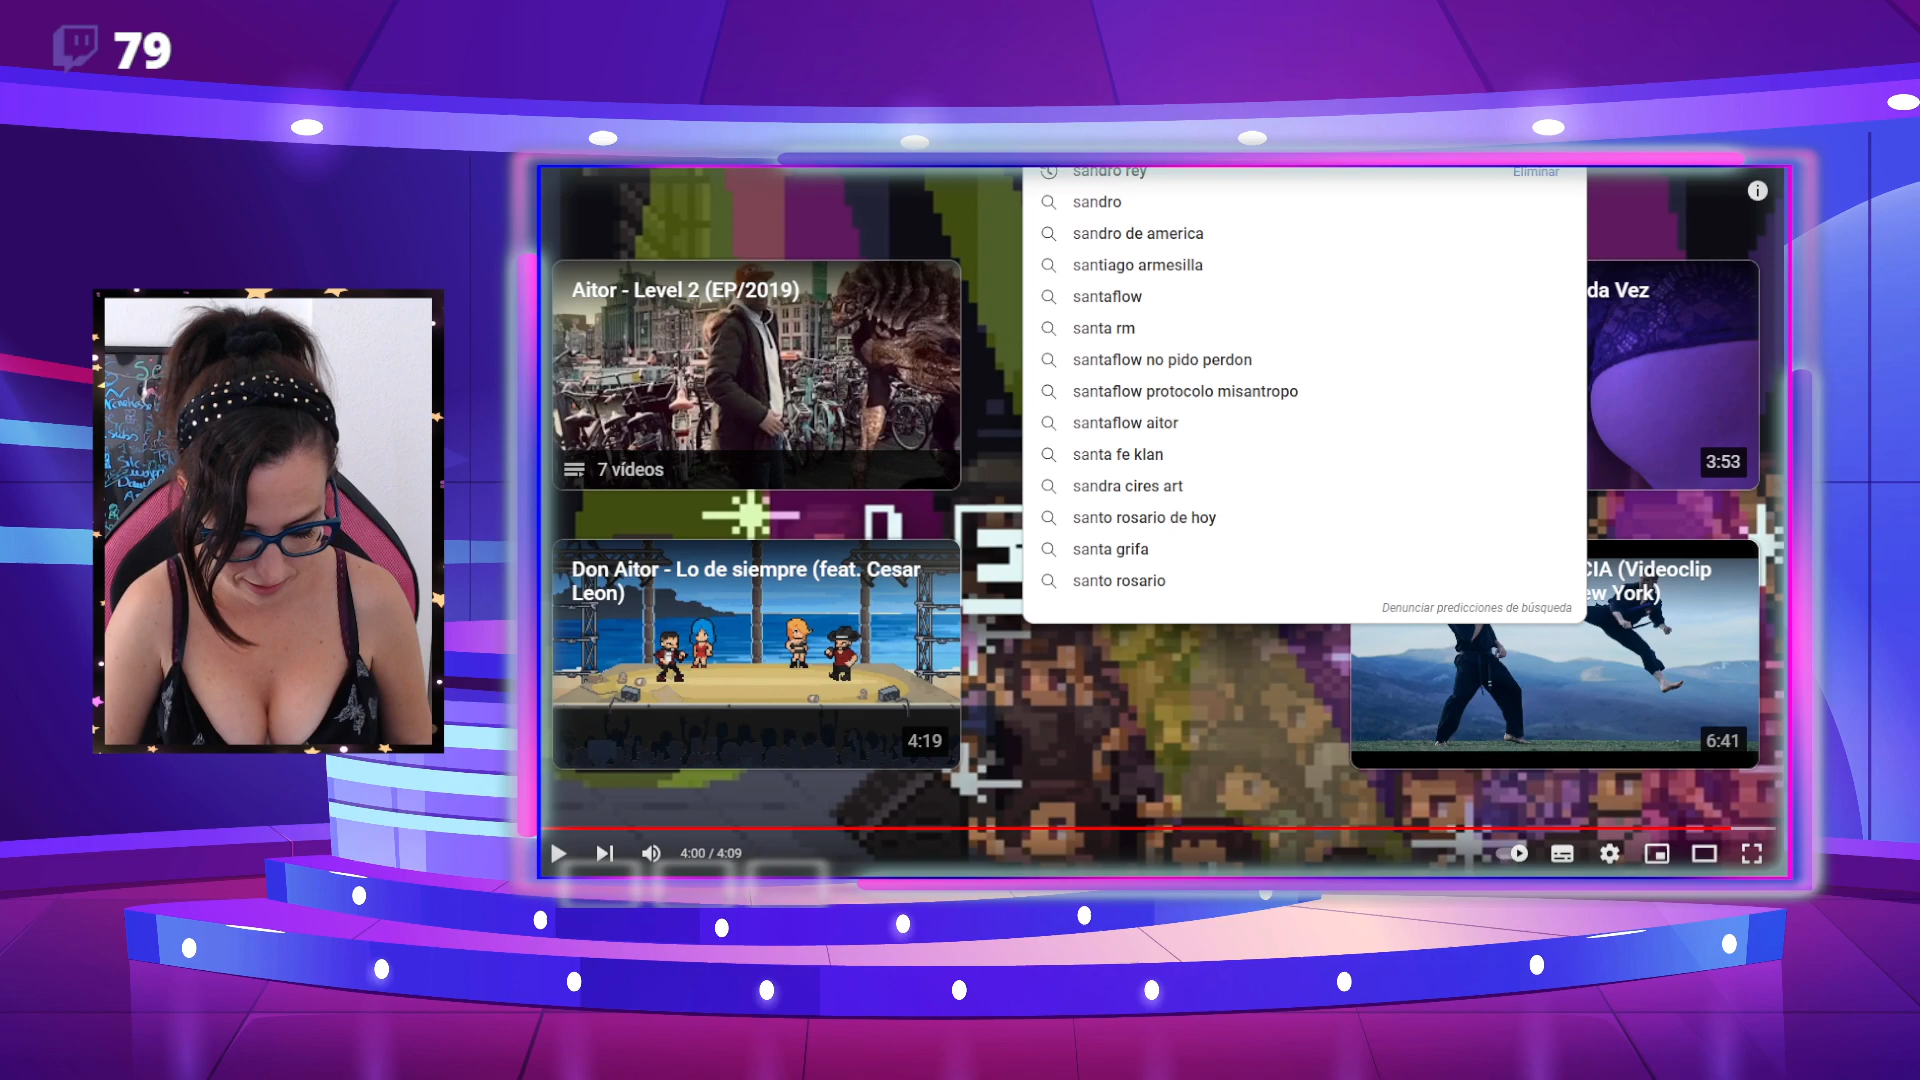 79
sandro rey
Eliminar
sandro
sandro de america
santiago armesilla
santaflow
santa rm
santaflow no pido perdon
santaflow protocolo misantropo
santaflow aitor
santa fe klan
sandra cires art
santo rosario de hoy
santa grifa
santo rosario
Denunciar predicciones de búsqueda
Aitor - Level 2 (EP/2019)
7 vídeos
da Vez
3:53
Don Aitor - Lo de siempre (feat. Cesar
Leon)
4:19
CIA (Videoclip
ew York)
6:41
4:00 / 4:09